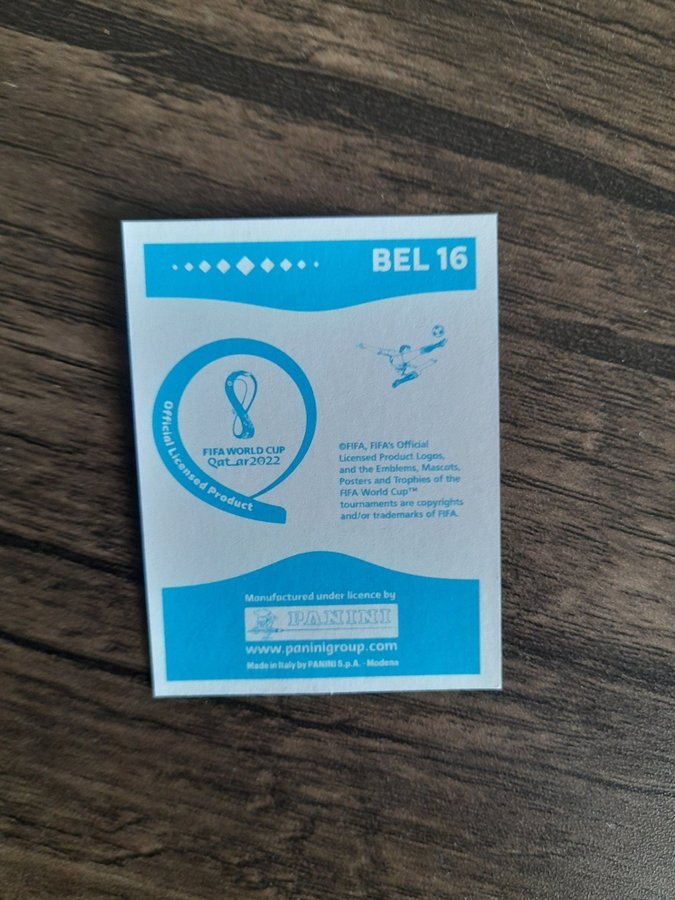 BEL 16
Official Licensed Product
FIFA WORLD CUP
Qatar2022
©FIFA, FIFA's Official
Licensed Product Logos,
and the Emblems, Mascots,
Posters and Trophies of the
FIFA World Cup™
tournaments are copyrights
and/or trademarks of FIFA.
Manufactured under licence by
PANINI
www.paninigroup.com
Made in Italy by PANINI S.p.A. - Modena